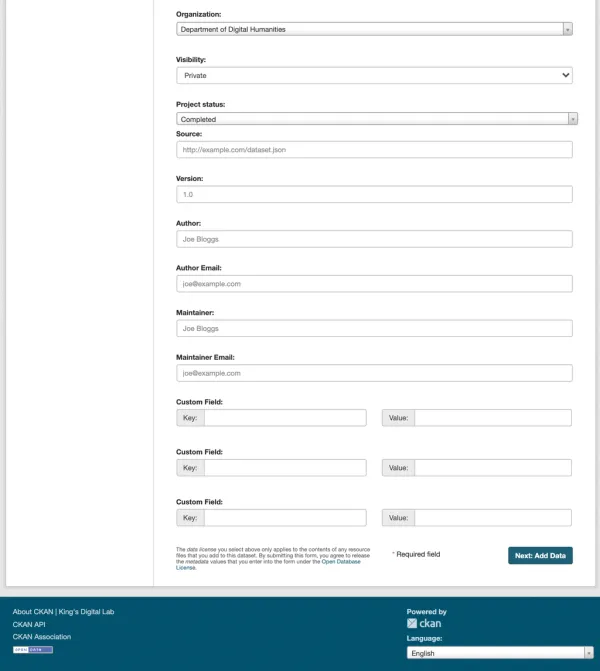 Organization:
Department of Digital Humanities
Visibility:
Private
Project status:
Completed
Source:
http://example.com/dataset.json
Version:
1.0
Author:
Joe Bloggs
Author Email:
joe@example.com
Maintainer:
Joe Bloggs
Maintainer Email:
joe@example.com
Custom Field:
Key: Value:
Custom Field:
Key: Value:
Custom Field:
Key: Value:
The data license you select above only applies to the contents of any resource
files that you add to this dataset. By submitting this form, you agree to release
the metadata values that you enter into the form under the Open Database
License.
* Required field
Next: Add Data
About CKAN | King's Digital Lab
CKAN API
CKAN Association
OPEN DATA
Powered by
ckan
Language:
English